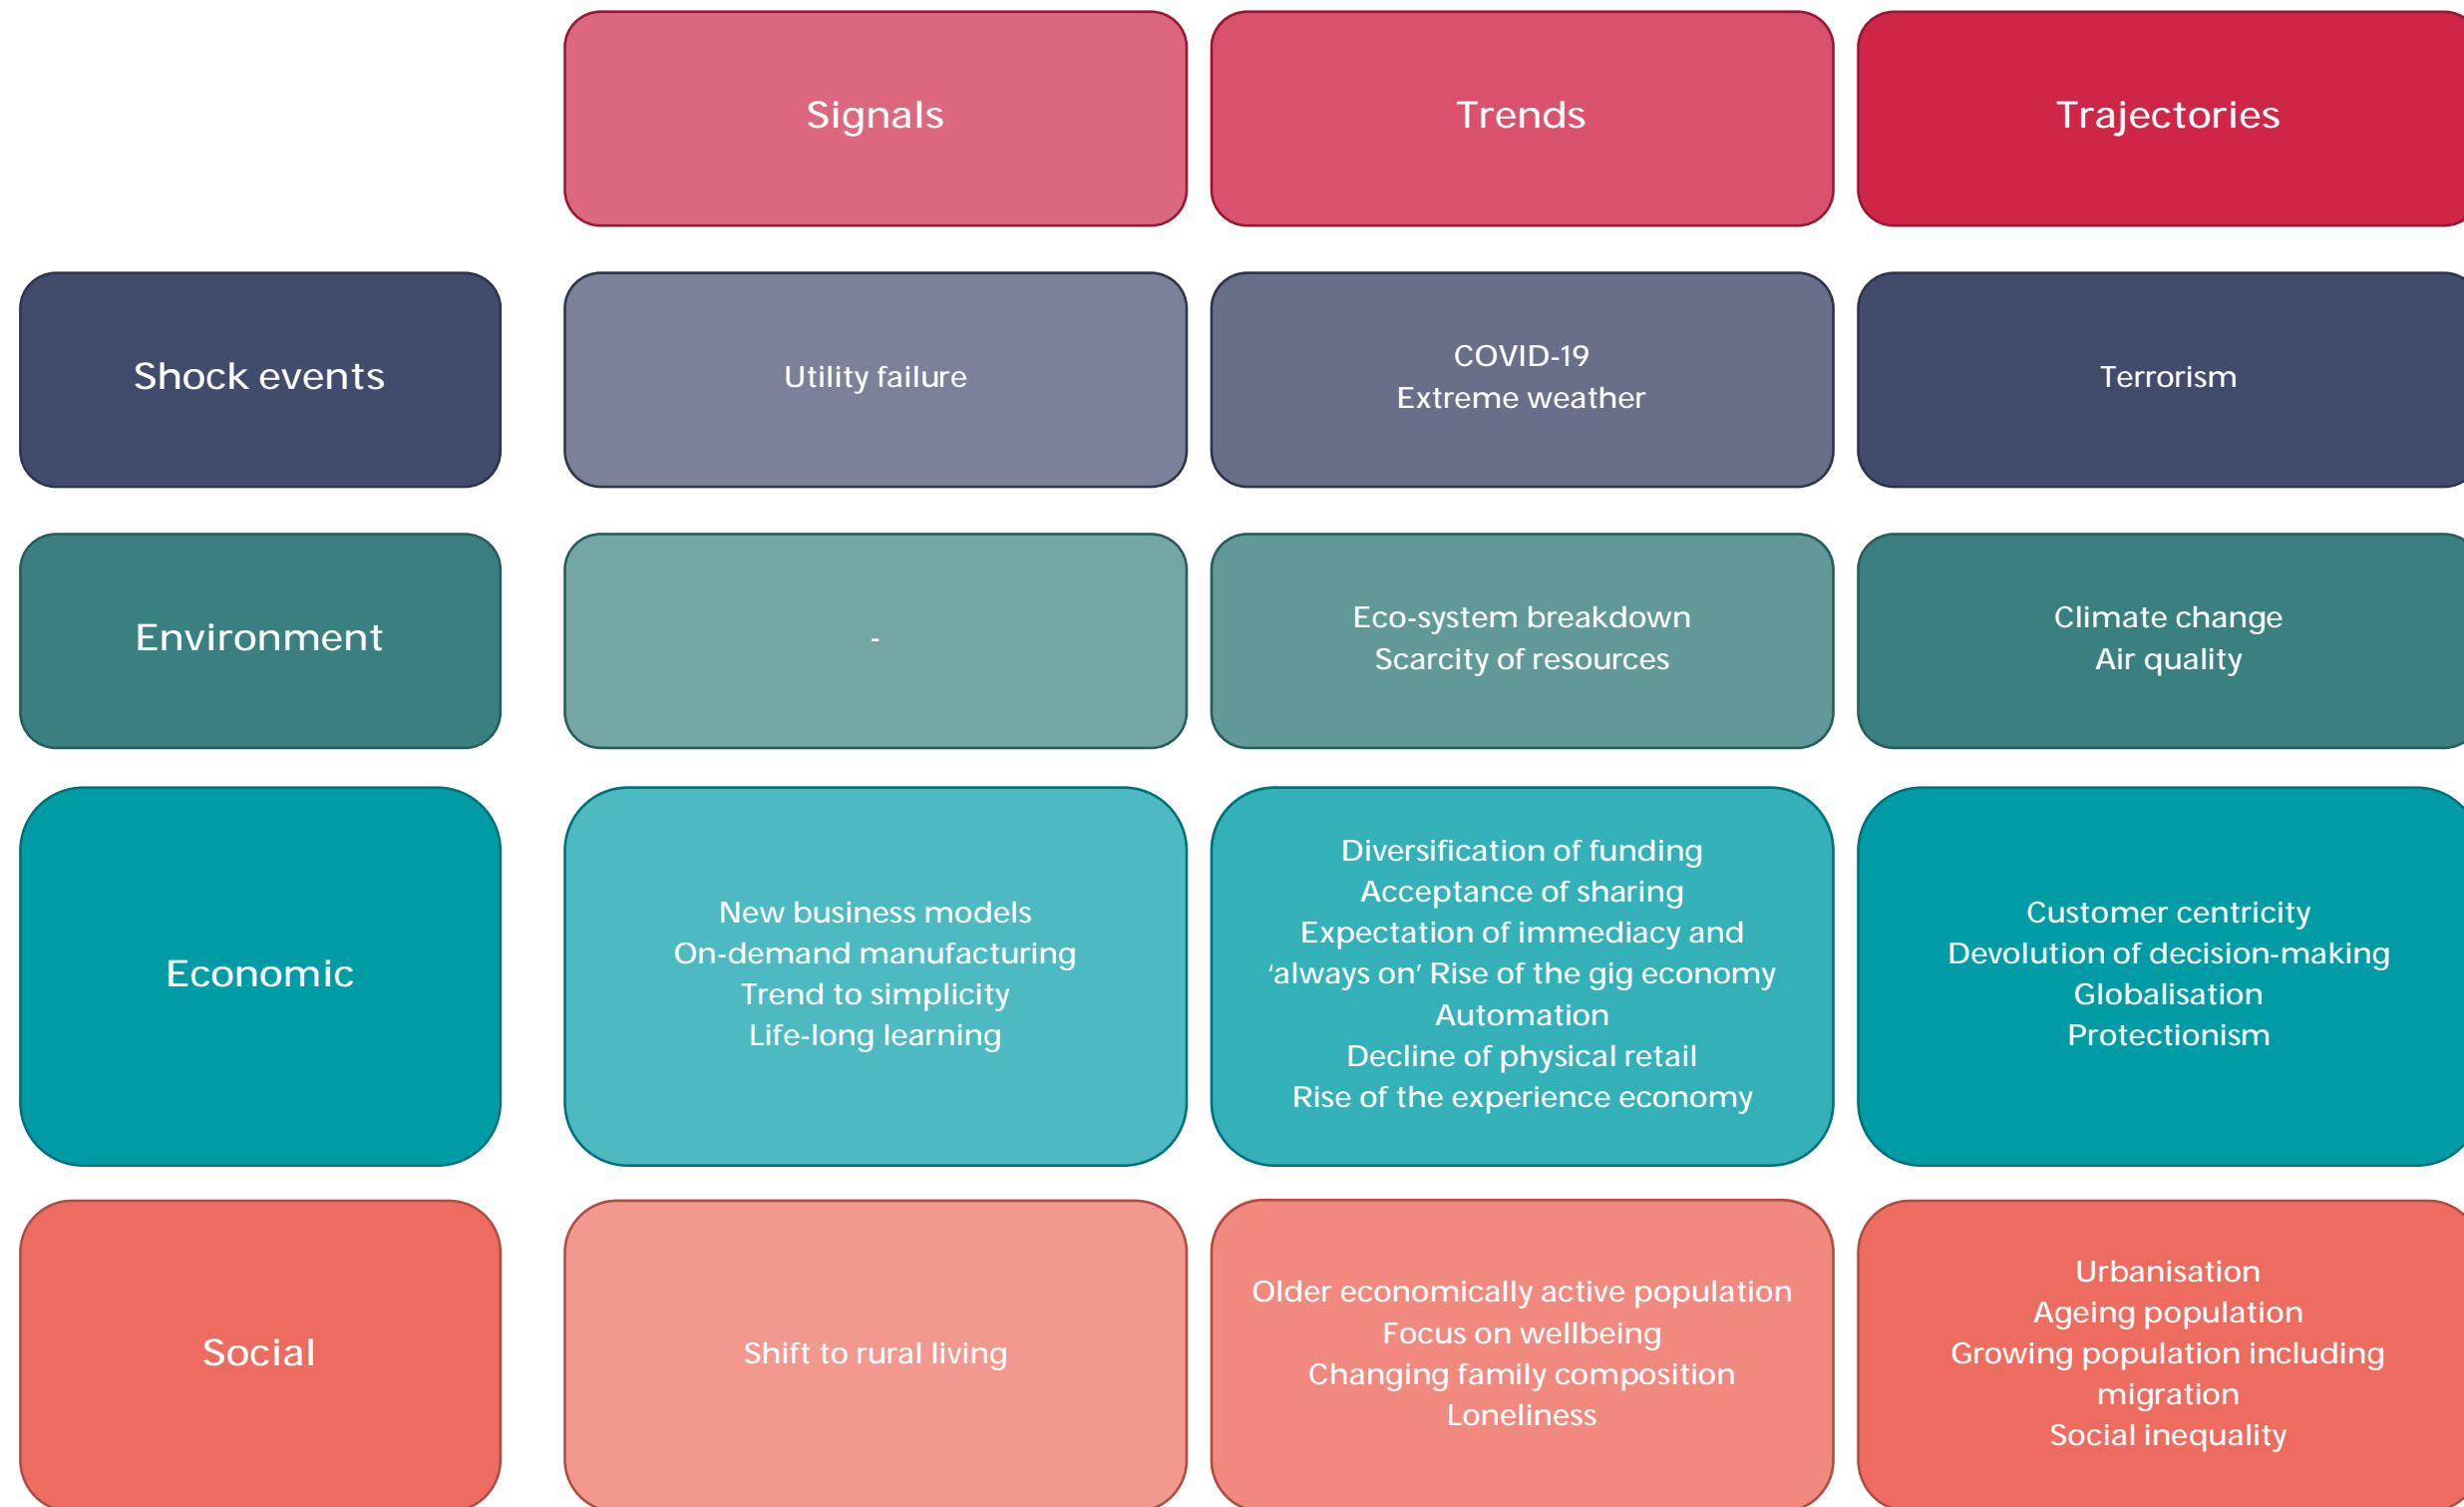 Signals
Trends
Trajectories
Shock events
Utility failure
COVID-19
Extreme weather
Terrorism
Environment
-
Eco-system breakdown
Scarcity of resources
Climate change
Air quality
Economic
New business models
On-demand manufacturing
Trend to simplicity
Life-long learning
Diversification of funding
Acceptance of sharing
Expectation of immediacy and
‘always on’ Rise of the gig economy
Automation
Decline of physical retail
Rise of the experience economy
Customer centricity
Devolution of decision-making
Globalisation
Protectionism
Social
Shift to rural living
Older economically active population
Focus on wellbeing
Changing family composition
Loneliness
Urbanisation
Ageing population
Growing population including
migration
Social inequality